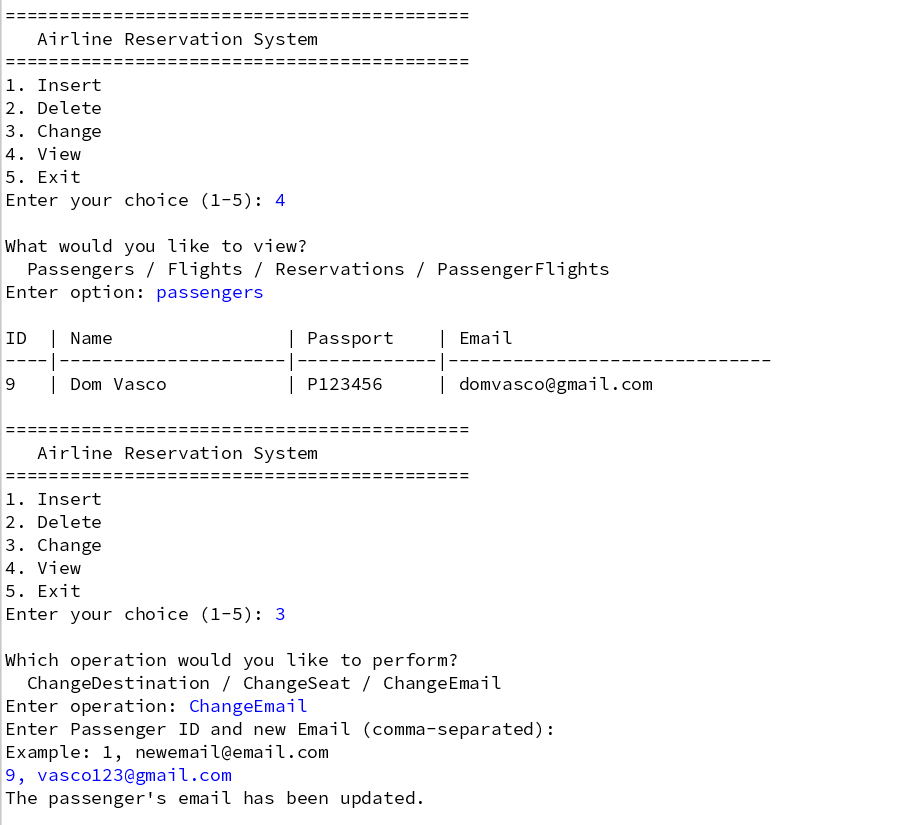 ===========================================
   Airline Reservation System
===========================================
1. Insert
2. Delete
3. Change
4. View
5. Exit
Enter your choice (1-5): 4

What would you like to view?
  Passengers / Flights / Reservations / PassengerFlights
Enter option: passengers

ID  | Name                | Passport    | Email
----|---------------------|-------------|------------------------------
9   | Dom Vasco           | P123456     | domvasco@gmail.com

===========================================
   Airline Reservation System
===========================================
1. Insert
2. Delete
3. Change
4. View
5. Exit
Enter your choice (1-5): 3

Which operation would you like to perform?
  ChangeDestination / ChangeSeat / ChangeEmail
Enter operation: ChangeEmail
Enter Passenger ID and new Email (comma-separated):
Example: 1, newemail@email.com
9, vasco123@gmail.com
The passenger's email has been updated.